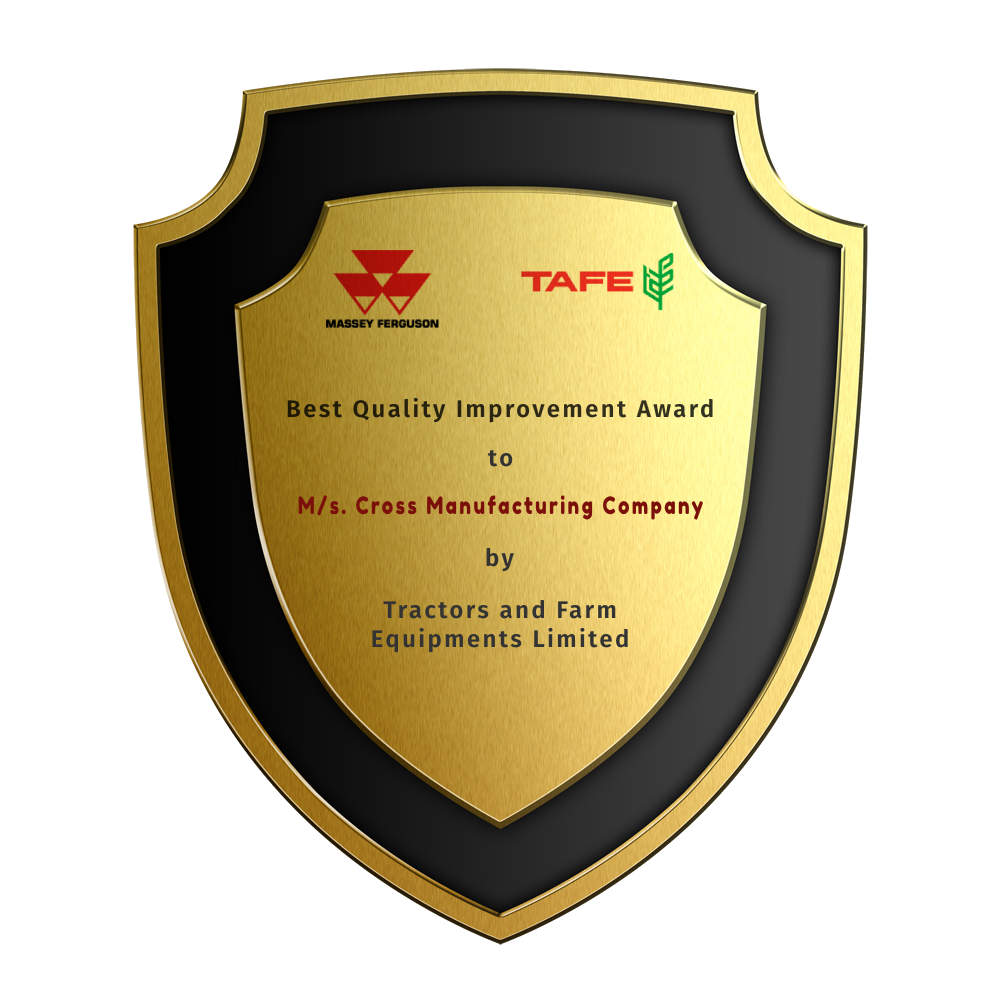 MASSEY FERGUSON
TAFE
Best Quality Improvement Award
to
M/s. Cross Manufacturing Company
by
Tractors and Farm
Equipments Limited